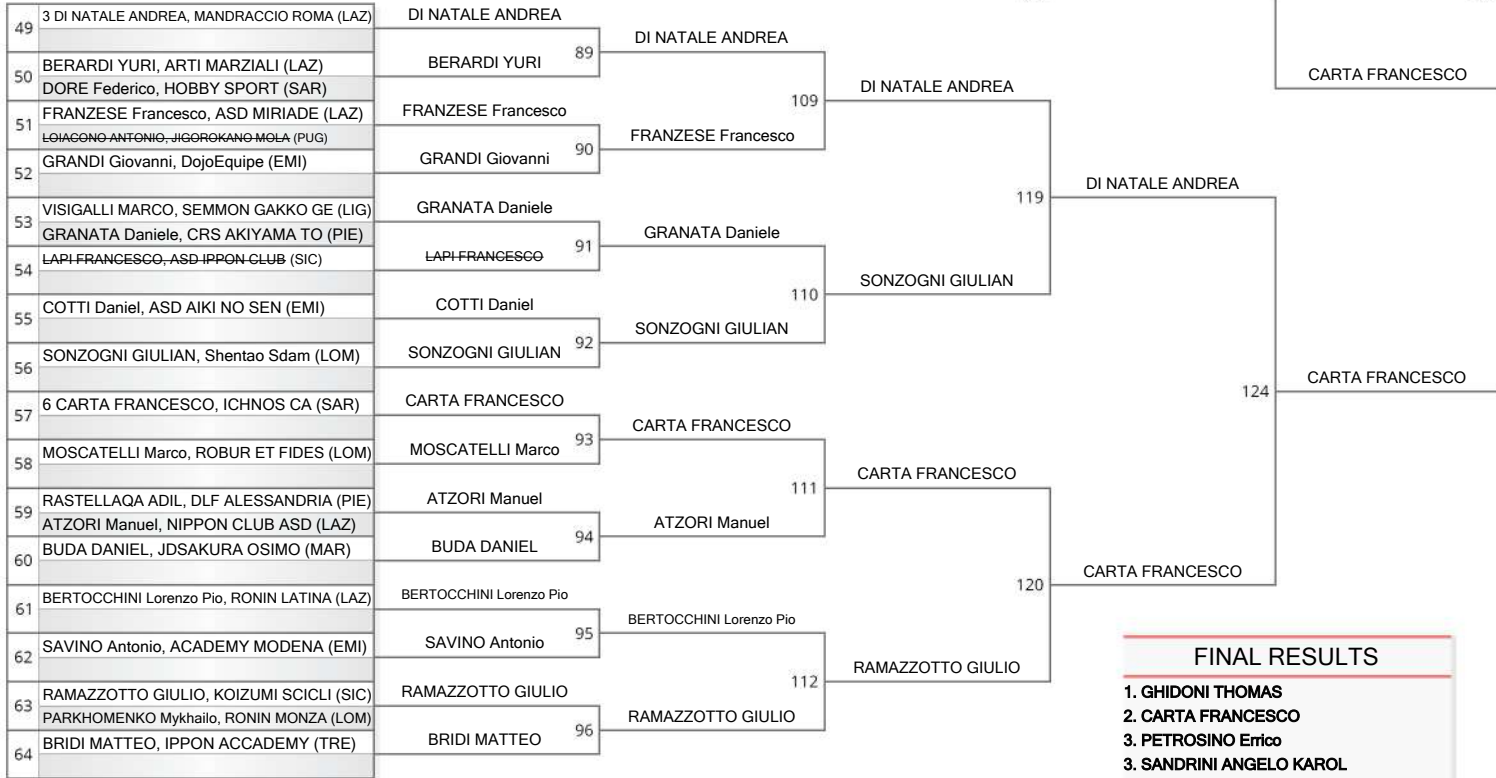 49
3 DI NATALE ANDREA, MANDRACCIO ROMA (LAZ)
50
BERARDI YURI, ARTI MARZIALI (LAZ)
DORE Federico, HOBBY SPORT (SAR)
51
FRANZESE Francesco, ASD MIRIADE (LAZ)
LOIACONO ANTONIO, JIGOROKANO MOLA (PUG)
52
GRANDI Giovanni, DojoEquipe (EMI)
53
VISIGALLI MARCO, SEMMON GAKKO GE (LIG)
GRANATA Daniele, CRS AKIYAMA TO (PIE)
54
LAPI FRANCESCO, ASD IPPON CLUB (SIC)
55
COTTI Daniel, ASD AIKI NO SEN (EMI)
56
SONZOGNI GIULIAN, Shentao Sdam (LOM)
57
6 CARTA FRANCESCO, ICHNOS CA (SAR)
58
MOSCATELLI Marco, ROBUR ET FIDES (LOM)
59
RASTELLAQA ADIL, DLF ALESSANDRIA (PIE)
ATZORI Manuel, NIPPON CLUB ASD (LAZ)
60
BUDA DANIEL, JDSAKURA OSIMO (MAR)
61
BERTOCCHINI Lorenzo Pio, RONIN LATINA (LAZ)
62
SAVINO Antonio, ACADEMY MODENA (EMI)
63
RAMAZZOTTO GIULIO, KOIZUMI SCICLI (SIC)
PARKHOMENKO Mykhailo, RONIN MONZA (LOM)
64
BRIDI MATTEO, IPPON ACCADEMY (TRE)
DI NATALE ANDREA
89
BERARDI YURI
FRANZESE Francesco
90
GRANDI Giovanni
GRANATA Daniele
91
LAPI FRANCESCO
COTTI Daniel
92
SONZOGNI GIULIAN
CARTA FRANCESCO
93
MOSCATELLI Marco
ATZORI Manuel
94
BUDA DANIEL
BERTOCCHINI Lorenzo Pio
95
SAVINO Antonio
RAMAZZOTTO GIULIO
96
BRIDI MATTEO
DI NATALE ANDREA
109
FRANZESE Francesco
GRANATA Daniele
110
SONZOGNI GIULIAN
CARTA FRANCESCO
111
ATZORI Manuel
BERTOCCHINI Lorenzo Pio
112
RAMAZZOTTO GIULIO
DI NATALE ANDREA
119
SONZOGNI GIULIAN
CARTA FRANCESCO
120
RAMAZZOTTO GIULIO
DI NATALE ANDREA
124
CARTA FRANCESCO
CARTA FRANCESCO
CARTA FRANCESCO
FINAL RESULTS
1. GHIDONI THOMAS
2. CARTA FRANCESCO
3. PETROSINO Errico
3. SANDRINI ANGELO KAROL